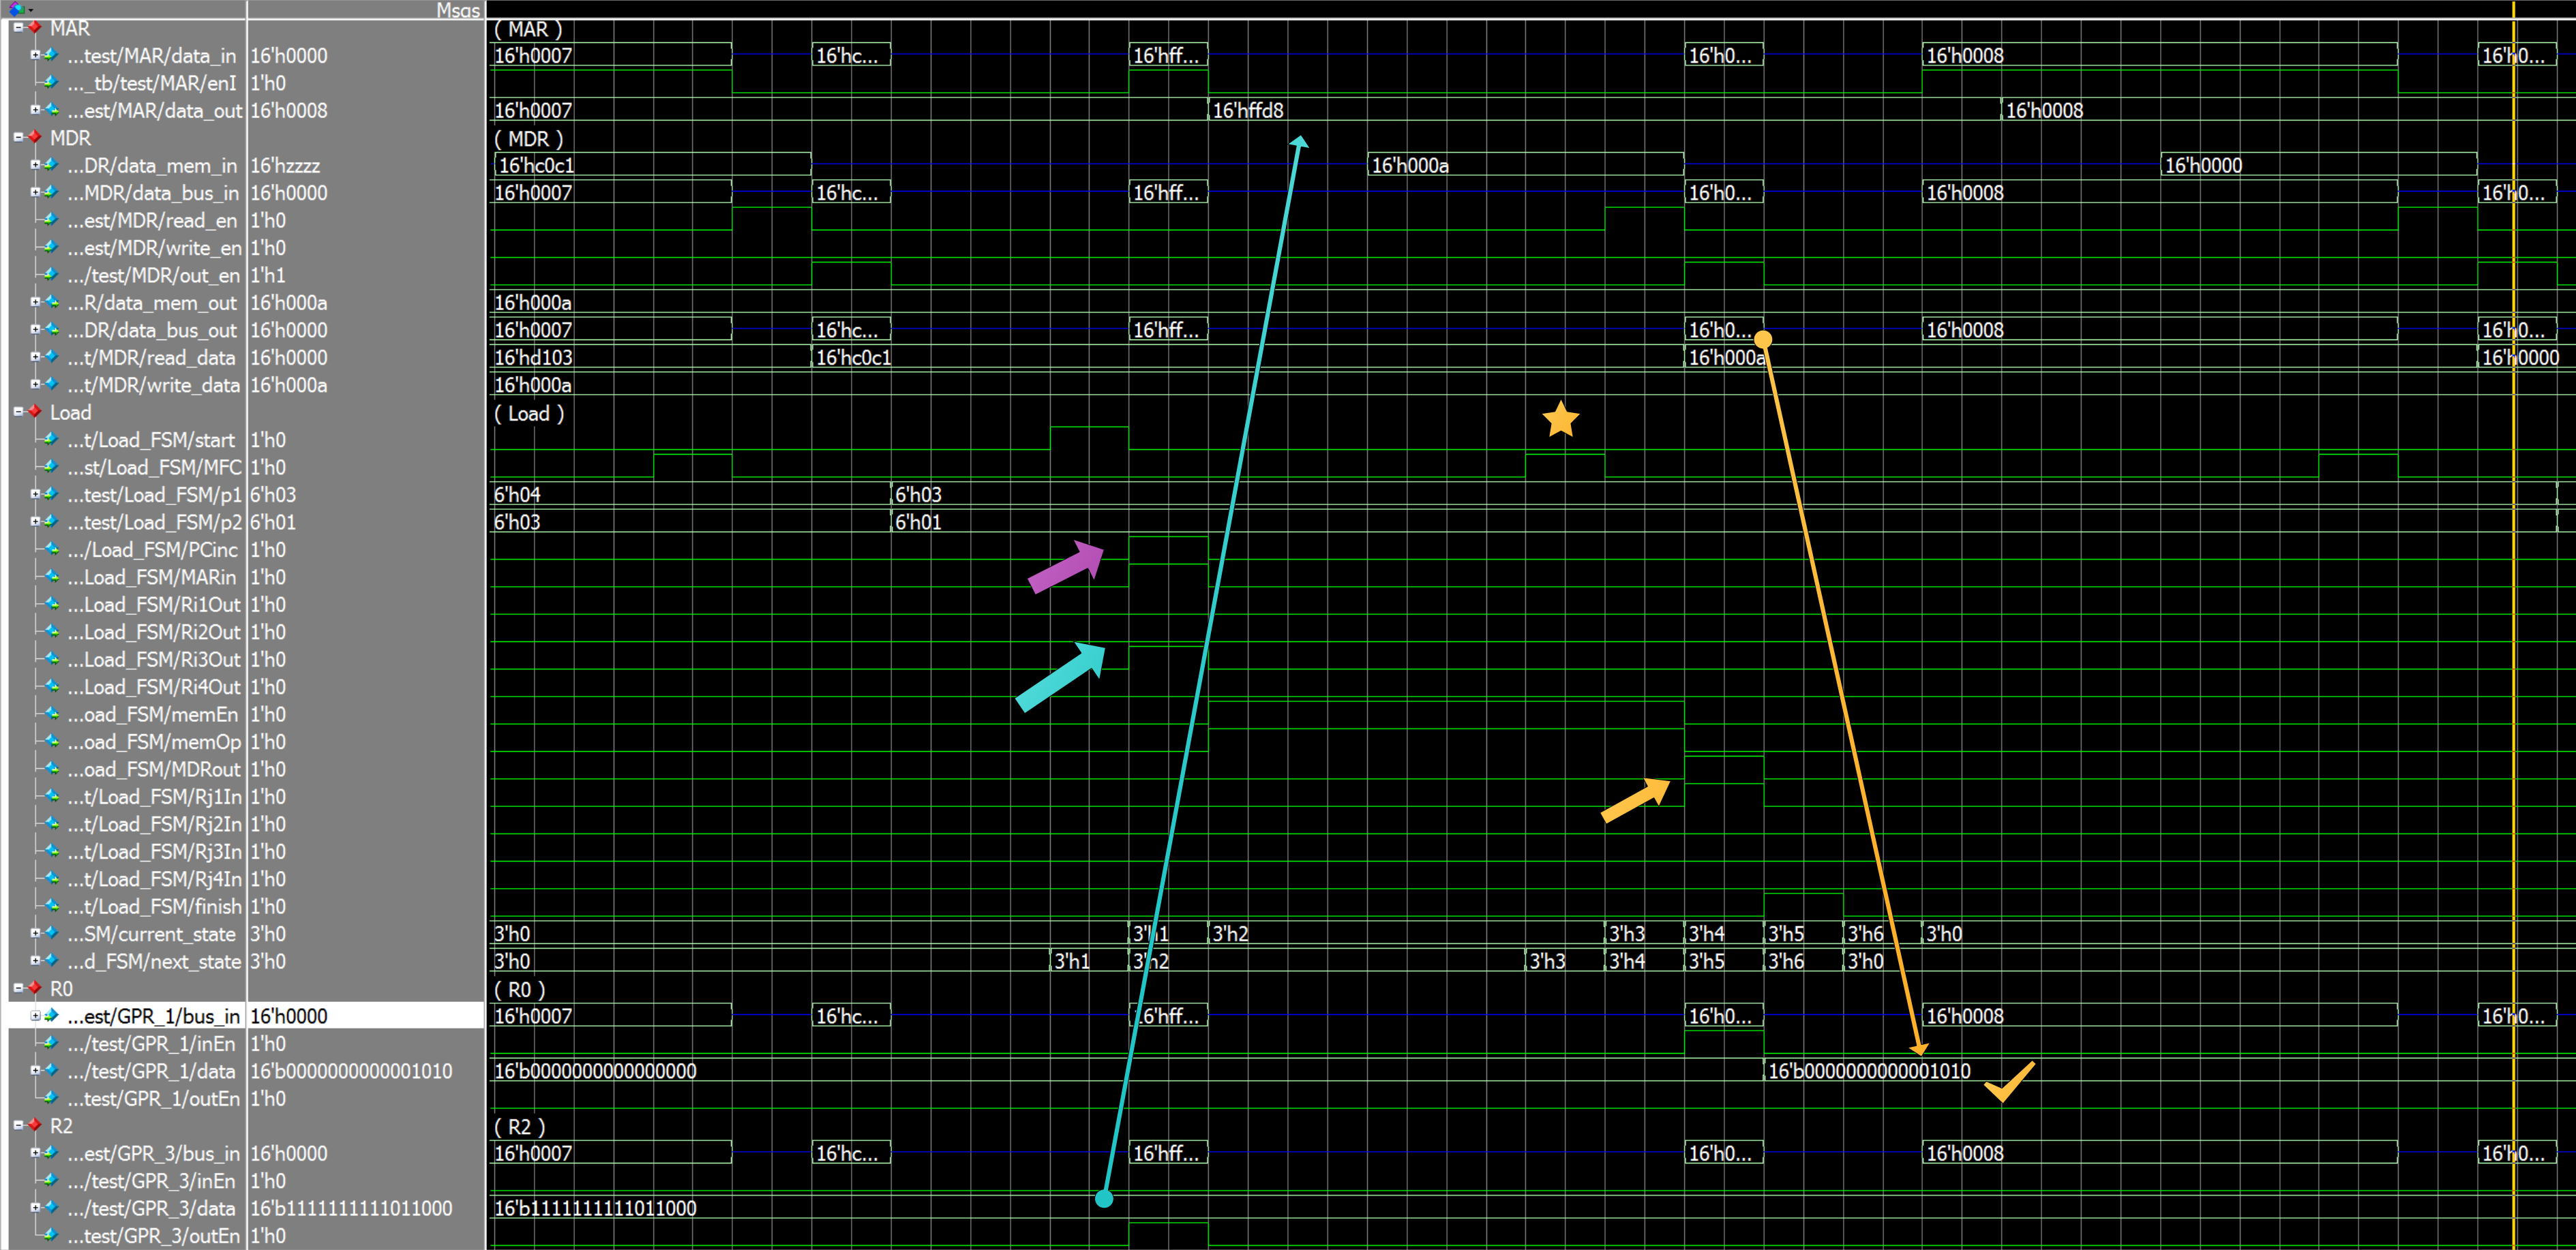 Msgs
MAR ( MAR )
...test/MAR/data_in 16'h0000 16'h0007 16'hc... 16'hff... 16'h0... 16'h0008 16'h0...
..._tb/test/MAR/enI 1'h0
...est/MAR/data_out 16'h0008 16'h0007 16'hffd8 16'h0008
MDR ( MDR )
...DR/data_mem_in 16'hzzzz 16'hc0c1 16'h000a 16'h0000
...MDR/data_bus_in 16'h0000 16'h0007 16'hc... 16'hff... 16'h0... 16'h0008 16'h0...
...est/MDR/read_en 1'h0
...est/MDR/write_en 1'h0
.../test/MDR/out_en 1'h1
...R/data_mem_out 16'h000a 16'h000a
...DR/data_bus_out 16'h0000 16'h0007 16'hc... 16'hff... 16'h0... 16'h0008 16'h0...
...t/MDR/read_data 16'h0000 16'hd103 16'hc0c1 16'h000a 16'h0000
...t/MDR/write_data 16'h000a 16'h000a
Load ( Load )
...t/Load_FSM/start 1'h0
...st/Load_FSM/MFC 1'h0
...test/Load_FSM/p1 6'h03 6'h04 6'h03
...test/Load_FSM/p2 6'h01 6'h03 6'h01
.../Load_FSM/PCinc 1'h0
...Load_FSM/MARin 1'h0
...Load_FSM/Ri1Out 1'h0
...Load_FSM/Ri2Out 1'h0
...Load_FSM/Ri3Out 1'h0
...Load_FSM/Ri4Out 1'h0
...oad_FSM/memEn 1'h0
...oad_FSM/memOp 1'h0
...oad_FSM/MDRout 1'h0
...t/Load_FSM/Rj1In 1'h0
...t/Load_FSM/Rj2In 1'h0
...t/Load_FSM/Rj3In 1'h0
...t/Load_FSM/Rj4In 1'h0
...t/Load_FSM/finish 1'h0
...SM/current_state 3'h0 3'h0 3'h1 3'h2 3'h3 3'h4 3'h5 3'h6 3'h0
...d_FSM/next_state 3'h0 3'h0 3'h1 3'h2 3'h3 3'h4 3'h5 3'h6 3'h0
R0 ( R0 )
...est/GPR_1/bus_in 16'h0000 16'h0007 16'hc... 16'hff... 16'h0... 16'h0008 16'h0...
.../test/GPR_1/inEn 1'h0
.../test/GPR_1/data 16'b0000000000001010 16'b0000000000000000 16'b0000000000001010
...test/GPR_1/outEn 1'h0
R2 ( R2 )
...est/GPR_3/bus_in 16'h0000 16'h0007 16'hc... 16'hff... 16'h0... 16'h0008 16'h0...
.../test/GPR_3/inEn 1'h0
.../test/GPR_3/data 16'b1111111111011000 16'b1111111111011000
...test/GPR_3/outEn 1'h0